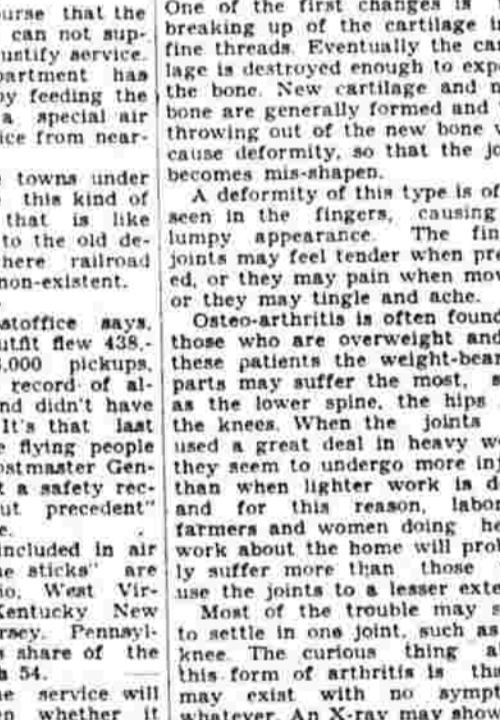 ourse that the
can not sup-
ustify service.
partment has
by feeding the
a special air
ice from near-
towns under
this kind of
that is like
to the old de-
here railroad
non-existent.
stoffice says,
utfit flew 438,-
3,000 pickups,
record of al-
nd didn't have
It's that last
e flying people
ostmaster Gen-
t a safety rec-
ut precedent"
e.
included in air
e sticks" are
io, West Vir-
Kentucky New
rsey, Pennsyl-
share of the
h 54.
e service will
n whether it
One of the first changes is
breaking up of the cartilage i
fine threads. Eventually the ca
lage is destroyed enough to exp
the bone. New cartilage and n
bone are generally formed and
throwing out of the new bone
cause deformity, so that the jo
becomes mis-shapen.
A deformity of this type is of
seen in the fingers, causing
lumpy appearance. The fin
joints may feel tender when pre
ed, or they may pain when mov
or they may tingle and ache.
Osteo-arthritis is often found
those who are overweight and
these patients the weight-bear
parts may suffer the most, s
as the lower spine, the hips
the knees. When the joints
used a great deal in heavy w
they seem to undergo more inj
than when lighter work is d
and for this reason, labor
farmers and women doing he
work about the home will prob
ly suffer more than those
use the joints to a lesser exte
Most of the trouble may s
to settle in one joint, such as
knee. The curious thing a
this form of arthritis is th
may exist with no symp
whatever. An X-ray may show